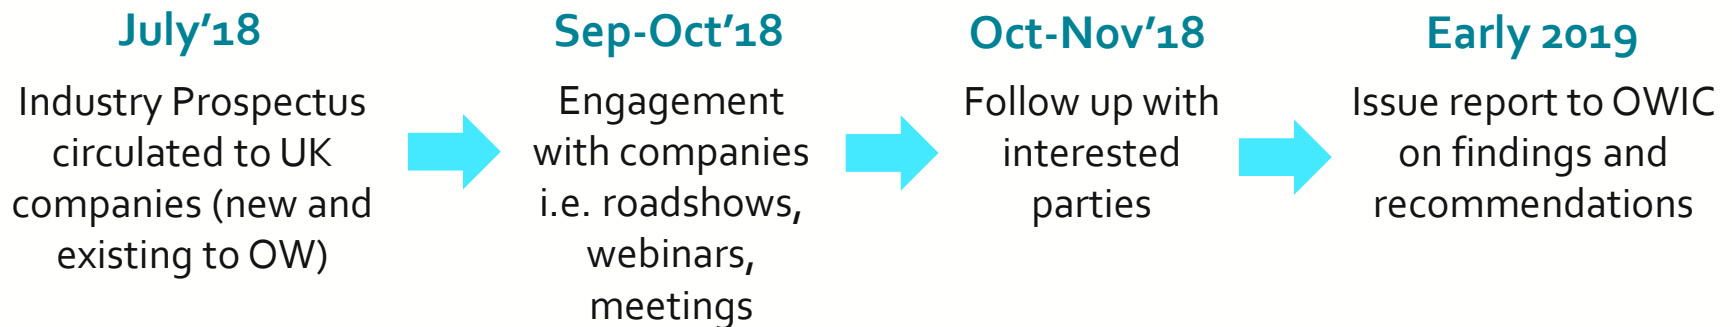 July'18
Industry Prospectus
circulated to UK
companies (new and
existing to OW)
Sep-Oct'18
Engagement
with companies
i.e. roadshows,
webinars,
meetings
Oct-Nov'18
Follow up with
interested
parties
Early 2019
Issue report to OWIC
on findings and
recommendations